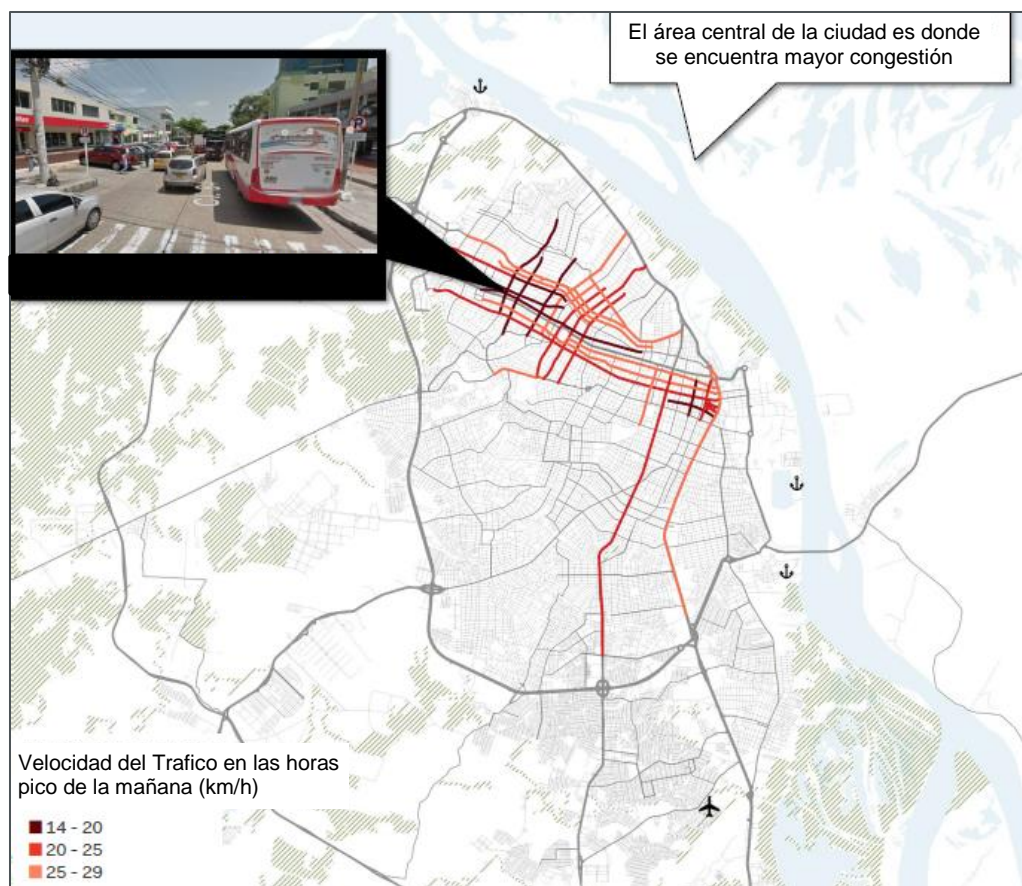 El área central de la ciudad es donde
se encuentra mayor congestión
Velocidad del Trafico en las horas
pico de la mañana (km/h)
14 - 20
20 - 25
25 - 29